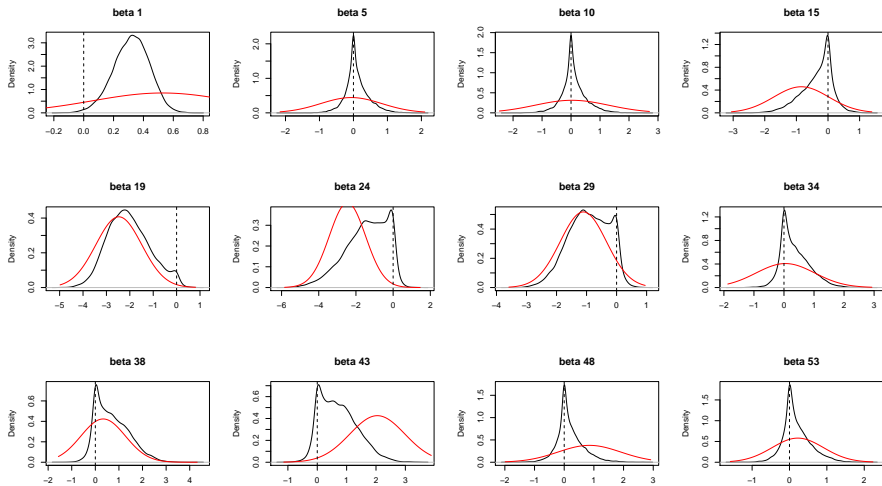 beta 1
Density
0.0 1.0 2.0 3.0
−0.2 0.0 0.2 0.4 0.6 0.8
beta 5
Density
0.0 1.0 2.0
−2 −1 0 1 2
beta 10
Density
0.0 0.5 1.0 1.5 2.0
−2 −1 0 1 2 3
beta 15
Density
0.0 0.4 0.8 1.2
−3 −2 −1 0 1
beta 19
Density
0.0 0.2 0.4
−5 −4 −3 −2 −1 0 1
beta 24
Density
0.0 0.1 0.2 0.3
−6 −4 −2 0 2
beta 29
Density
0.0 0.1 0.2 0.3 0.4 0.5
−4 −3 −2 −1 0 1
beta 34
Density
0.0 0.4 0.8 1.2
−2 −1 0 1 2 3
beta 38
Density
0.0 0.2 0.4 0.6
−2 −1 0 1 2 3 4
beta 43
Density
0.0 0.2 0.4 0.6
−1 0 1 2 3
beta 48
Density
0.0 0.5 1.0 1.5
−2 −1 0 1 2 3
beta 53
Density
0.0 0.5 1.0 1.5
−2 −1 0 1 2 3